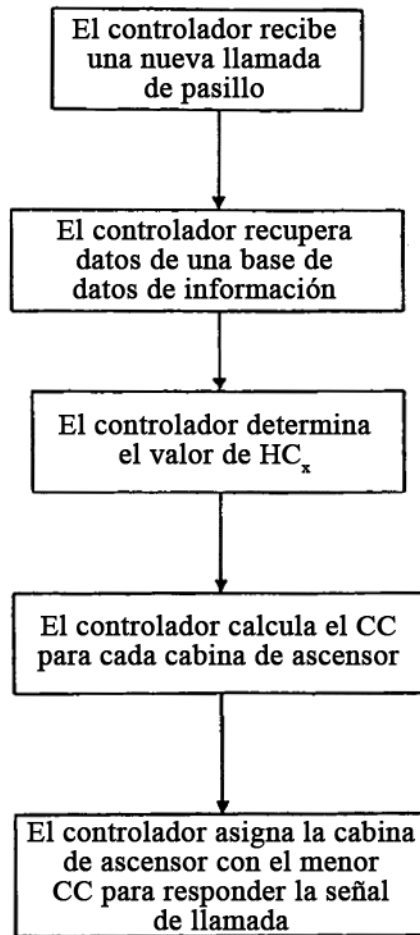 El controlador recibe
una nueva llamada
de pasillo
El controlador recupera
datos de una base de
datos de información
El controlador determina
el valor de HCₓ
El controlador calcula el CC
para cada cabina de ascensor
El controlador asigna la cabina
de ascensor con el menor
CC para responder la señal
de llamada